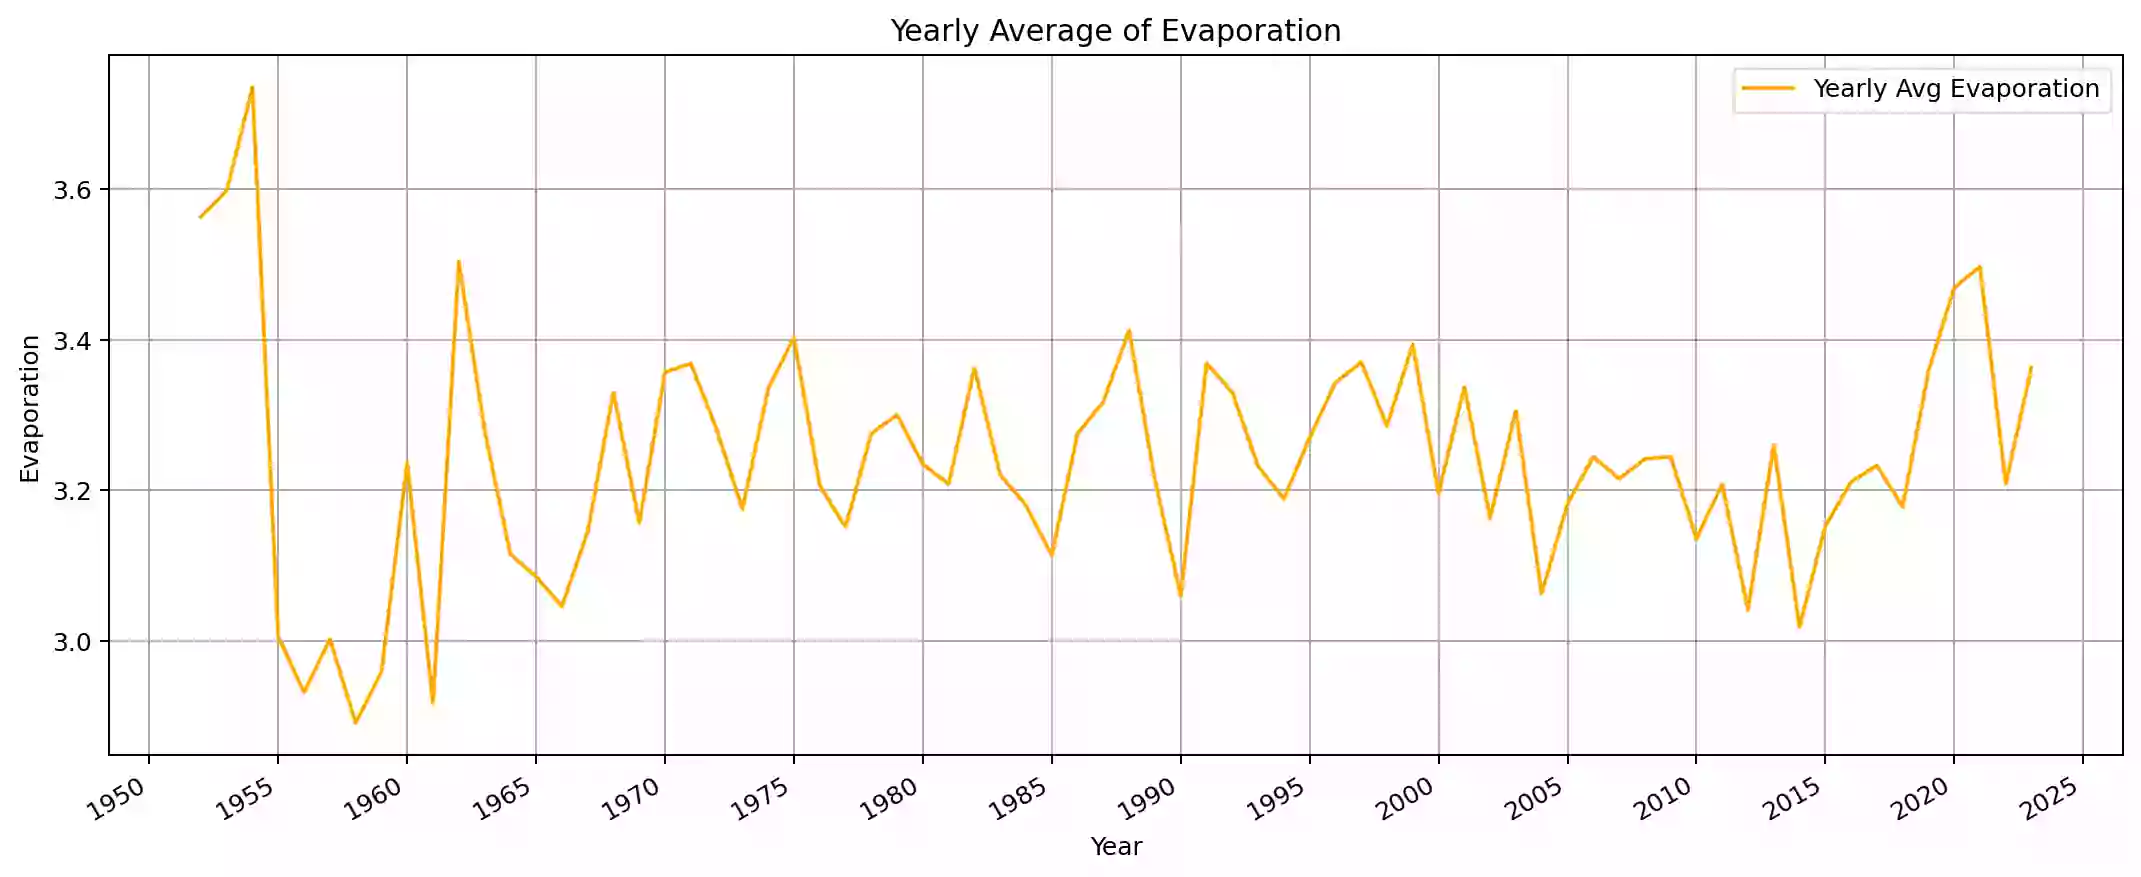 Yearly Average of Evaporation
Yearly Avg Evaporation
Evaporation
3.6
3.4
3.2
3.0
1950 1955 1960 1965 1970 1975 1980 1985 1990 1995 2000 2005 2010 2015 2020 2025
Year